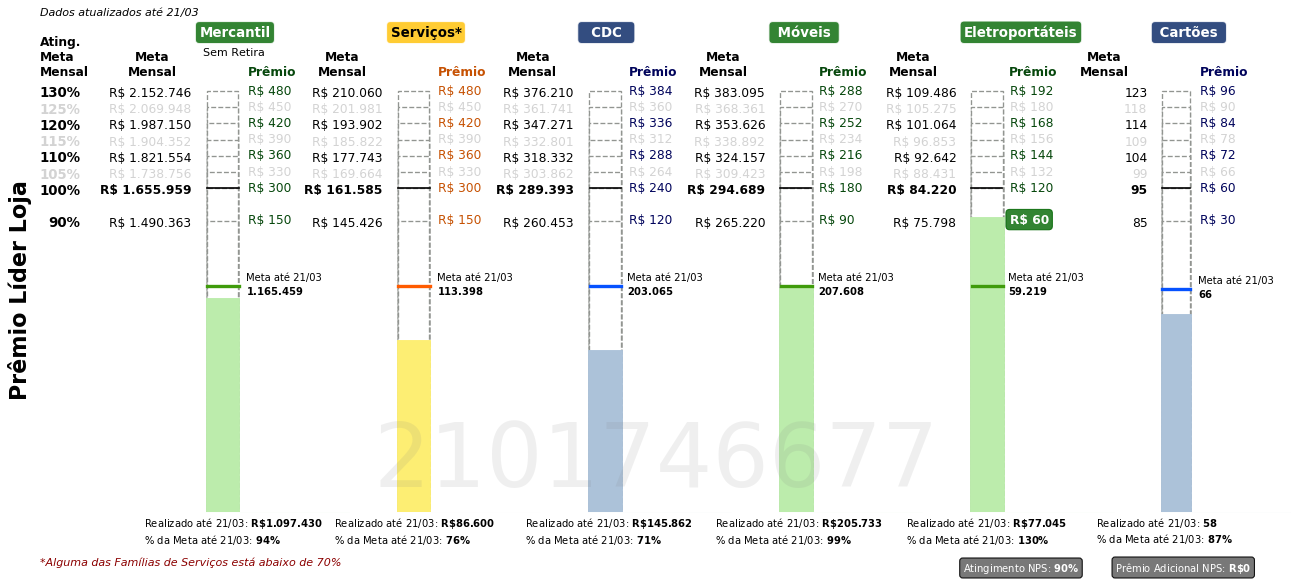 Dados atualizados até 21/03
Mercantil Serviços* CDC Móveis Eletroportáteis Cartões
Sem Retira
Ating. Meta Mensal
Meta Mensal Prêmio Meta Mensal Prêmio Meta Mensal Prêmio Meta Mensal Prêmio Meta Mensal Prêmio Meta Mensal Prêmio
130% R$ 2.152.746 R$ 480 R$ 210.060 R$ 480 R$ 376.210 R$ 384 R$ 383.095 R$ 288 R$ 109.486 R$ 192 123 R$ 96
125% R$ 2.069.948 R$ 450 R$ 201.981 R$ 450 R$ 361.741 R$ 360 R$ 368.361 R$ 270 R$ 105.275 R$ 180 118 R$ 90
120% R$ 1.987.150 R$ 420 R$ 193.902 R$ 420 R$ 347.271 R$ 336 R$ 353.626 R$ 252 R$ 101.064 R$ 168 114 R$ 84
115% R$ 1.904.352 R$ 390 R$ 185.822 R$ 390 R$ 332.801 R$ 312 R$ 338.892 R$ 234 R$ 96.853 R$ 156 109 R$ 78
110% R$ 1.821.554 R$ 360 R$ 177.743 R$ 360 R$ 318.332 R$ 288 R$ 324.157 R$ 216 R$ 92.642 R$ 144 104 R$ 72
105% R$ 1.738.756 R$ 330 R$ 169.664 R$ 330 R$ 303.862 R$ 264 R$ 309.423 R$ 198 R$ 88.431 R$ 132 99 R$ 66
100% R$ 1.655.959 R$ 300 R$ 161.585 R$ 300 R$ 289.393 R$ 240 R$ 294.689 R$ 180 R$ 84.220 R$ 120 95 R$ 60
90% R$ 1.490.363 R$ 150 R$ 145.426 R$ 150 R$ 260.453 R$ 120 R$ 265.220 R$ 90 R$ 75.798 R$ 60 85 R$ 30
Prêmio Líder Loja
Meta até 21/03 Meta até 21/03 Meta até 21/03 Meta até 21/03 Meta até 21/03 Meta até 21/03
1.165.459 113.398 203.065 207.608 59.219 66
2101746677
Realizado até 21/03: R$1.097.430 Realizado até 21/03: R$86.600 Realizado até 21/03: R$145.862 Realizado até 21/03: R$205.733 Realizado até 21/03: R$77.045 Realizado até 21/03: 58
% da Meta até 21/03: 94% % da Meta até 21/03: 76% % da Meta até 21/03: 71% % da Meta até 21/03: 99% % da Meta até 21/03: 130% % da Meta até 21/03: 87%
*Alguma das Famílias de Serviços está abaixo de 70%
Atingimento NPS: 90% Prêmio Adicional NPS: R$0